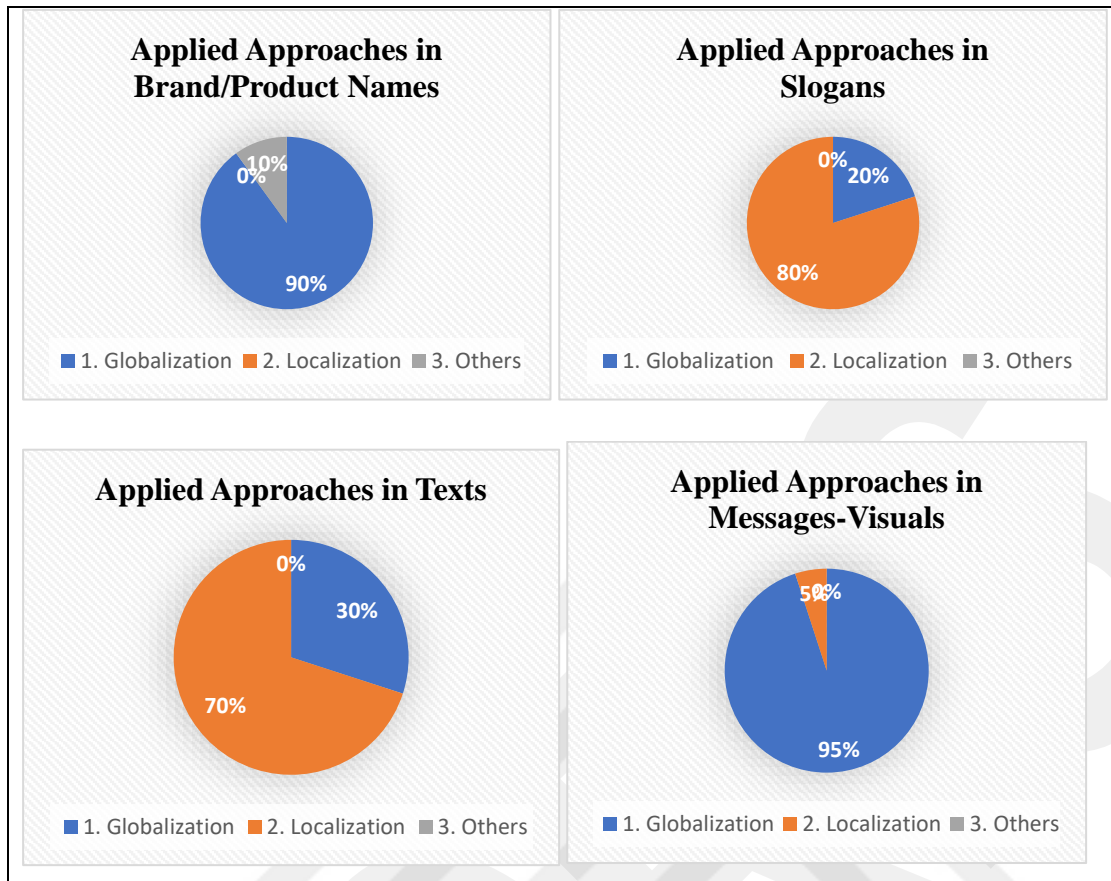 Applied Approaches in
Brand/Product Names
10%
0%
90%
1. Globalization 2. Localization 3. Others
Applied Approaches in
Slogans
0%
20%
80%
1. Globalization 2. Localization 3. Others
Applied Approaches in Texts
0%
30%
70%
1. Globalization 2. Localization 3. Others
Applied Approaches in
Messages-Visuals
5% 0%
95%
1. Globalization 2. Localization 3. Others